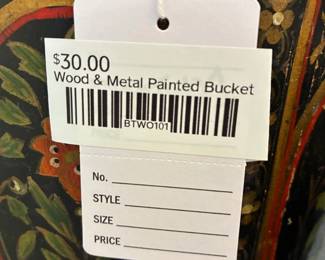 $30.00
Wood & Metal Painted Bucket
BTWO101
No.
STYLE
SIZE
PRICE